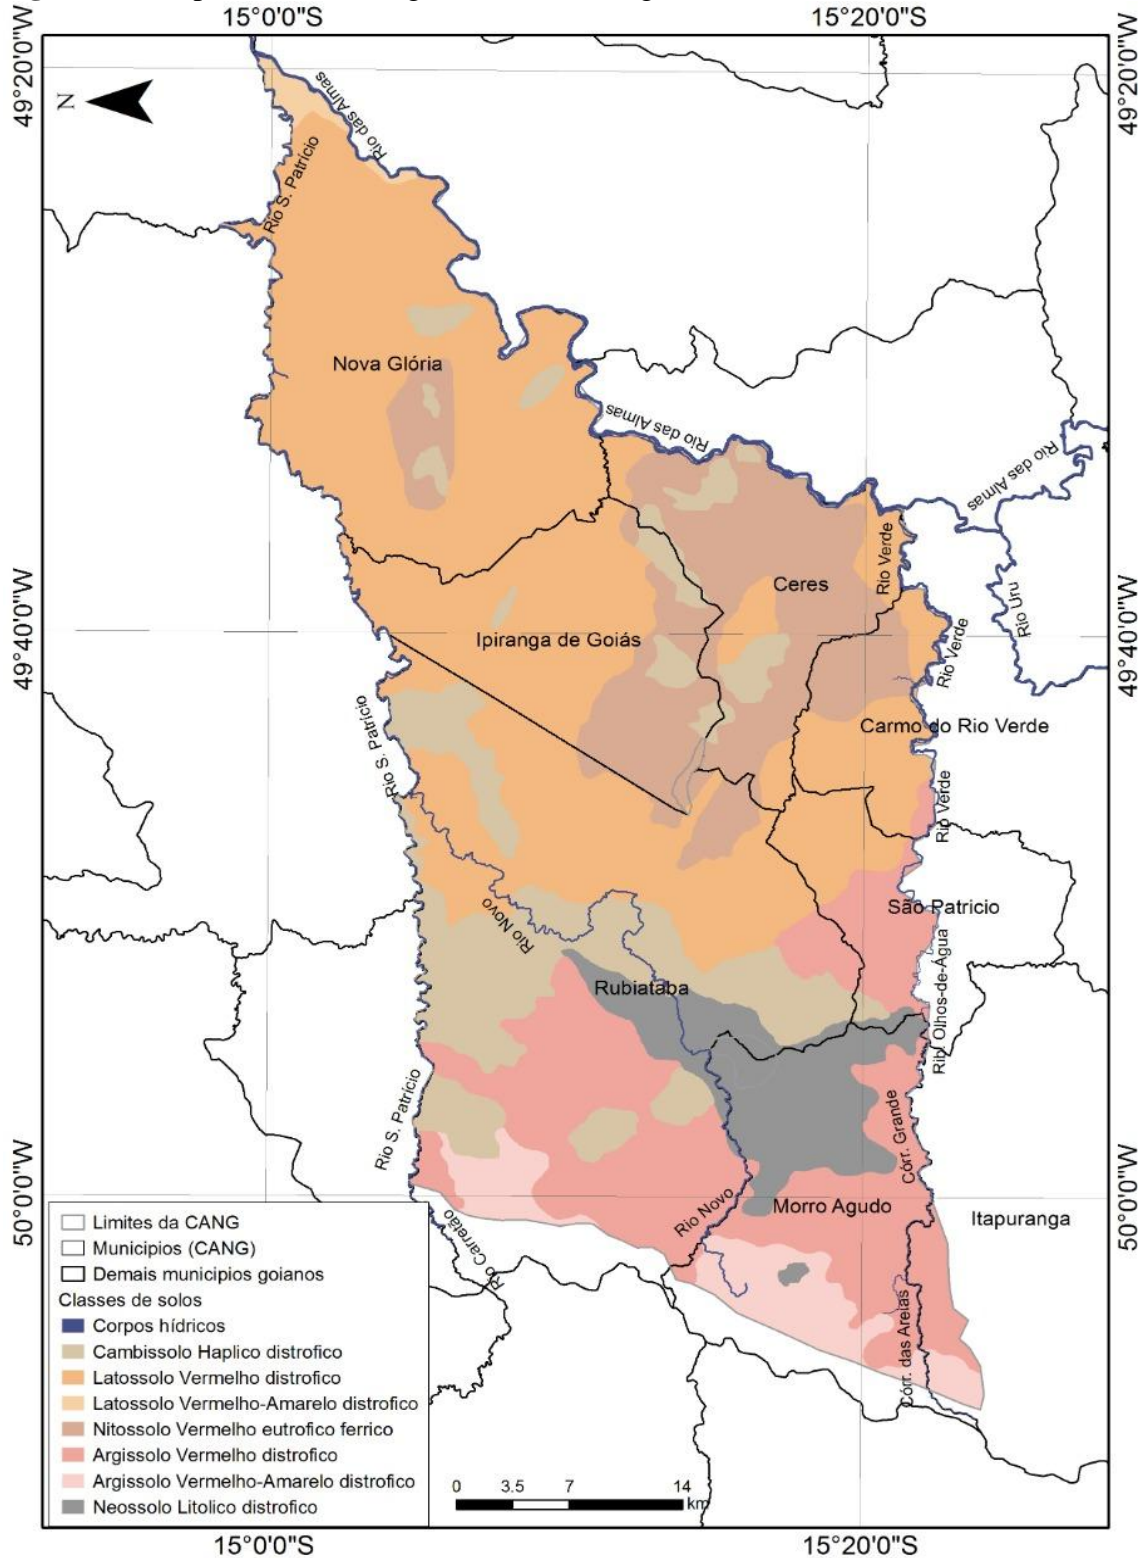 15°0'0"S
15°20'0"S
49°20'0"W
49°20'0"W
N
Rio das Almas
Rio S. Patrício
Nova Glória
Rio das Almas
Rio das Almas
Ceres
Rio Verde
Rio Uru
Ipiranga de Goiás
49°40'0"W
49°40'0"W
Rio Verde
Rio S. Patrício
Carmo do Rio Verde
Rio Verde
São Patricio
Rio Novo
Rubiataba
Rib. Olhos-de-Água
Rio S. Patrício
Córr. Grande
50°0'0"W
50°0'0"W
Rio Novo
Morro Agudo
Itapuranga
Rio Carretão
Córr. das Areias
Limites da CANG
Municipios (CANG)
Demais municipios goianos
Classes de solos
Corpos hídricos
Cambissolo Haplico distrofico
Latossolo Vermelho distrofico
Latossolo Vermelho-Amarelo distrofico
Nitossolo Vermelho eutrofico ferrico
Argissolo Vermelho distrofico
Argissolo Vermelho-Amarelo distrofico
Neossolo Litolico distrofico
0 3.5 7 14
km
15°0'0"S
15°20'0"S